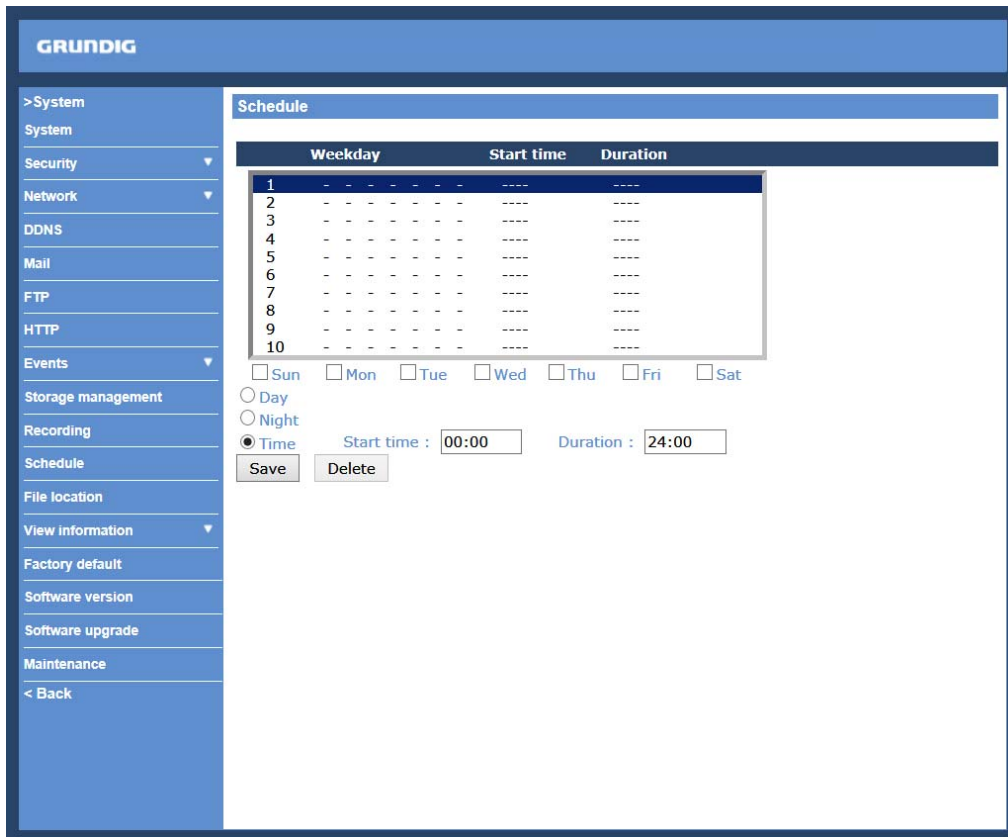 GRUNDIG
>System
System
Security
Network
DDNS
Mail
FTP
HTTP
Events
Storage management
Recording
Schedule
File location
View information
Factory default
Software version
Software upgrade
Maintenance
< Back
Schedule
Weekday Start time Duration
1 - - - - - - - ---- ----
2 - - - - - - - ---- ----
3 - - - - - - - ---- ----
4 - - - - - - - ---- ----
5 - - - - - - - ---- ----
6 - - - - - - - ---- ----
7 - - - - - - - ---- ----
8 - - - - - - - ---- ----
9 - - - - - - - ---- ----
10 - - - - - - - ---- ----
Sun Mon Tue Wed Thu Fri Sat
Day
Night
Time Start time : 00:00 Duration : 24:00
Save Delete